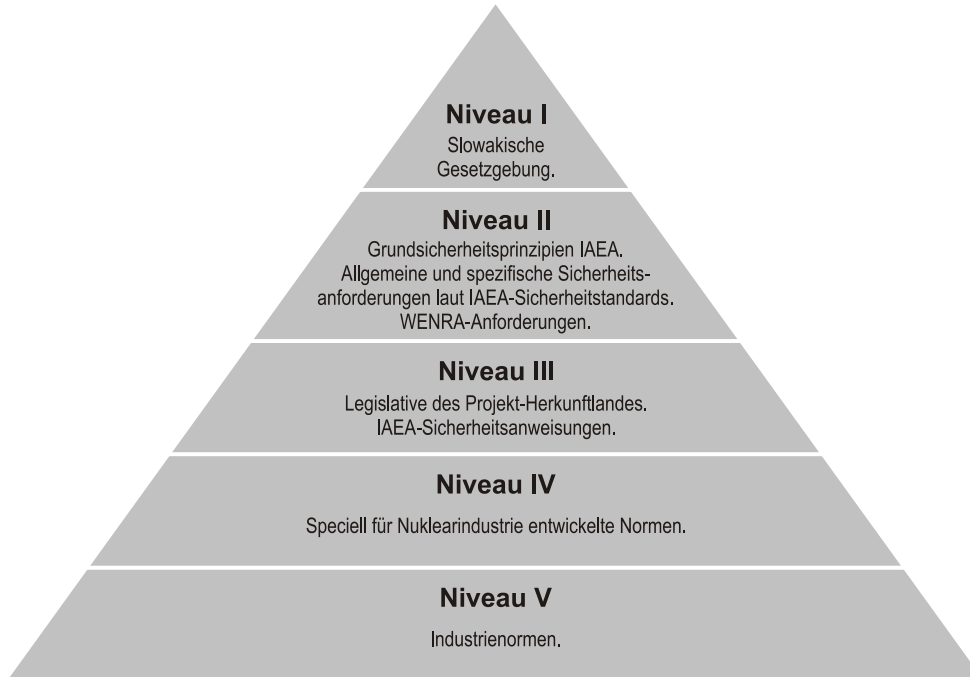 Niveau I
Slowakische
Gesetzgebung.
Niveau II
Grundsicherheitsprinzipien IAEA.
Allgemeine und spezifische Sicherheits-
anforderungen laut IAEA-Sicherheitstandards.
WENRA-Anforderungen.
Niveau III
Legislative des Projekt-Herkunftlandes.
IAEA-Sicherheitsanweisungen.
Niveau IV
Speciell für Nuklearindustrie entwickelte Normen.
Niveau V
Industrienormen.